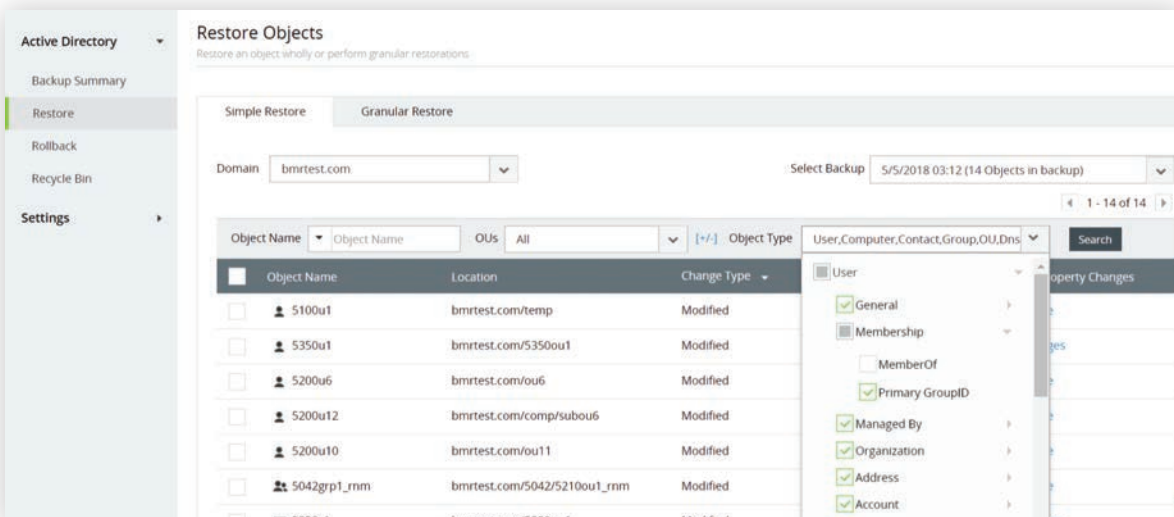 Active Directory
Backup Summary
Restore
Rollback
Recycle Bin
Settings
Restore Objects
Restore an object wholly or perform granular restorations
Simple Restore Granular Restore
Domain bmrtest.com Select Backup 5/5/2018 03:12 (14 Objects in backup)
1 - 14 of 14
Object Name Object Name OUs All [+/-] Object Type User,Computer,Contact,Group,OU,Dns Search
Object Name Location Change Type operty Changes
5100u1 bmrtest.com/temp Modified
5350u1 bmrtest.com/5350ou1 Modified ges
5200u6 bmrtest.com/ou6 Modified
5200u12 bmrtest.com/comp/subou6 Modified
5200u10 bmrtest.com/ou11 Modified
5042grp1_rnm bmrtest.com/5042/5210ou1_rnm Modified
User
General
Membership
MemberOf
Primary GroupID
Managed By
Organization
Address
Account